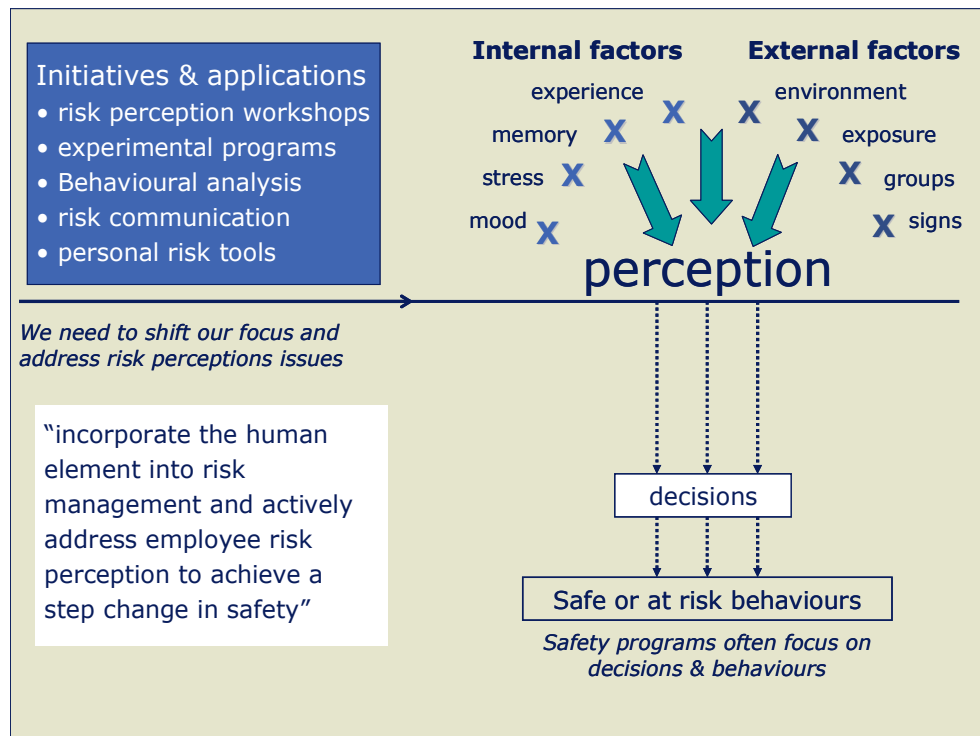 Initiatives & applications
• risk perception workshops
• experimental programs
• Behavioural analysis
• risk communication
• personal risk tools
Internal factors
experience
memory
stress
mood
X
X
X
X
External factors
environment
exposure
groups
signs
X
X
X
X
perception
We need to shift our focus and
address risk perceptions issues
“incorporate the human
element into risk
management and actively
address employee risk
perception to achieve a
step change in safety”
decisions
Safe or at risk behaviours
Safety programs often focus on
decisions & behaviours